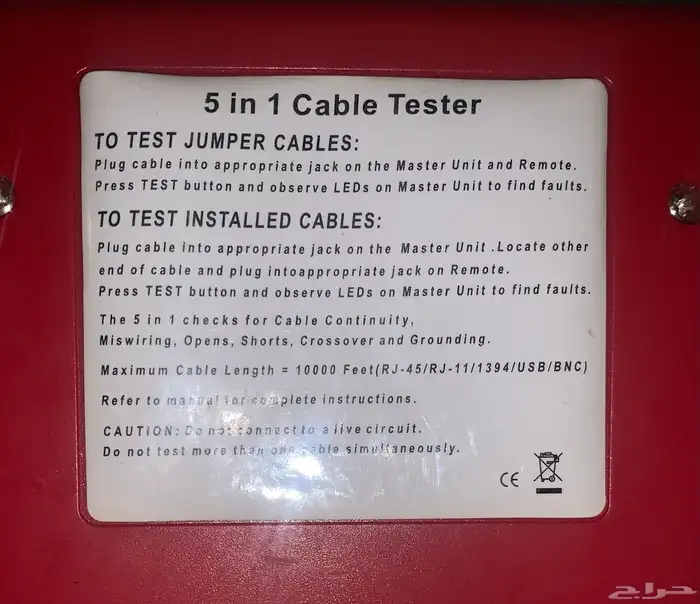 5 in 1 Cable Tester
TO TEST JUMPER CABLES:
Plug cable into appropriate jack on the Master Unit and Remote.
Press TEST button and observe LEDs on Master Unit to find faults.
TO TEST INSTALLED CABLES:
Plug cable into appropriate jack on the Master Unit .Locate other
end of cable and plug intoappropriate jack on Remote.
Press TEST button and observe LEDs on Master Unit to find faults.
The 5 in 1 checks for Cable Continuity,
Miswiring, Opens, Shorts, Crossover and Grounding.
Maximum Cable Length = 10000 Feet(RJ-45/RJ-11/1394/USB/BNC)
Refer to manual for complete instructions.
CAUTION: Do not connect to a live circuit.
Do not test more than one cable simultaneously.
CE
حراج